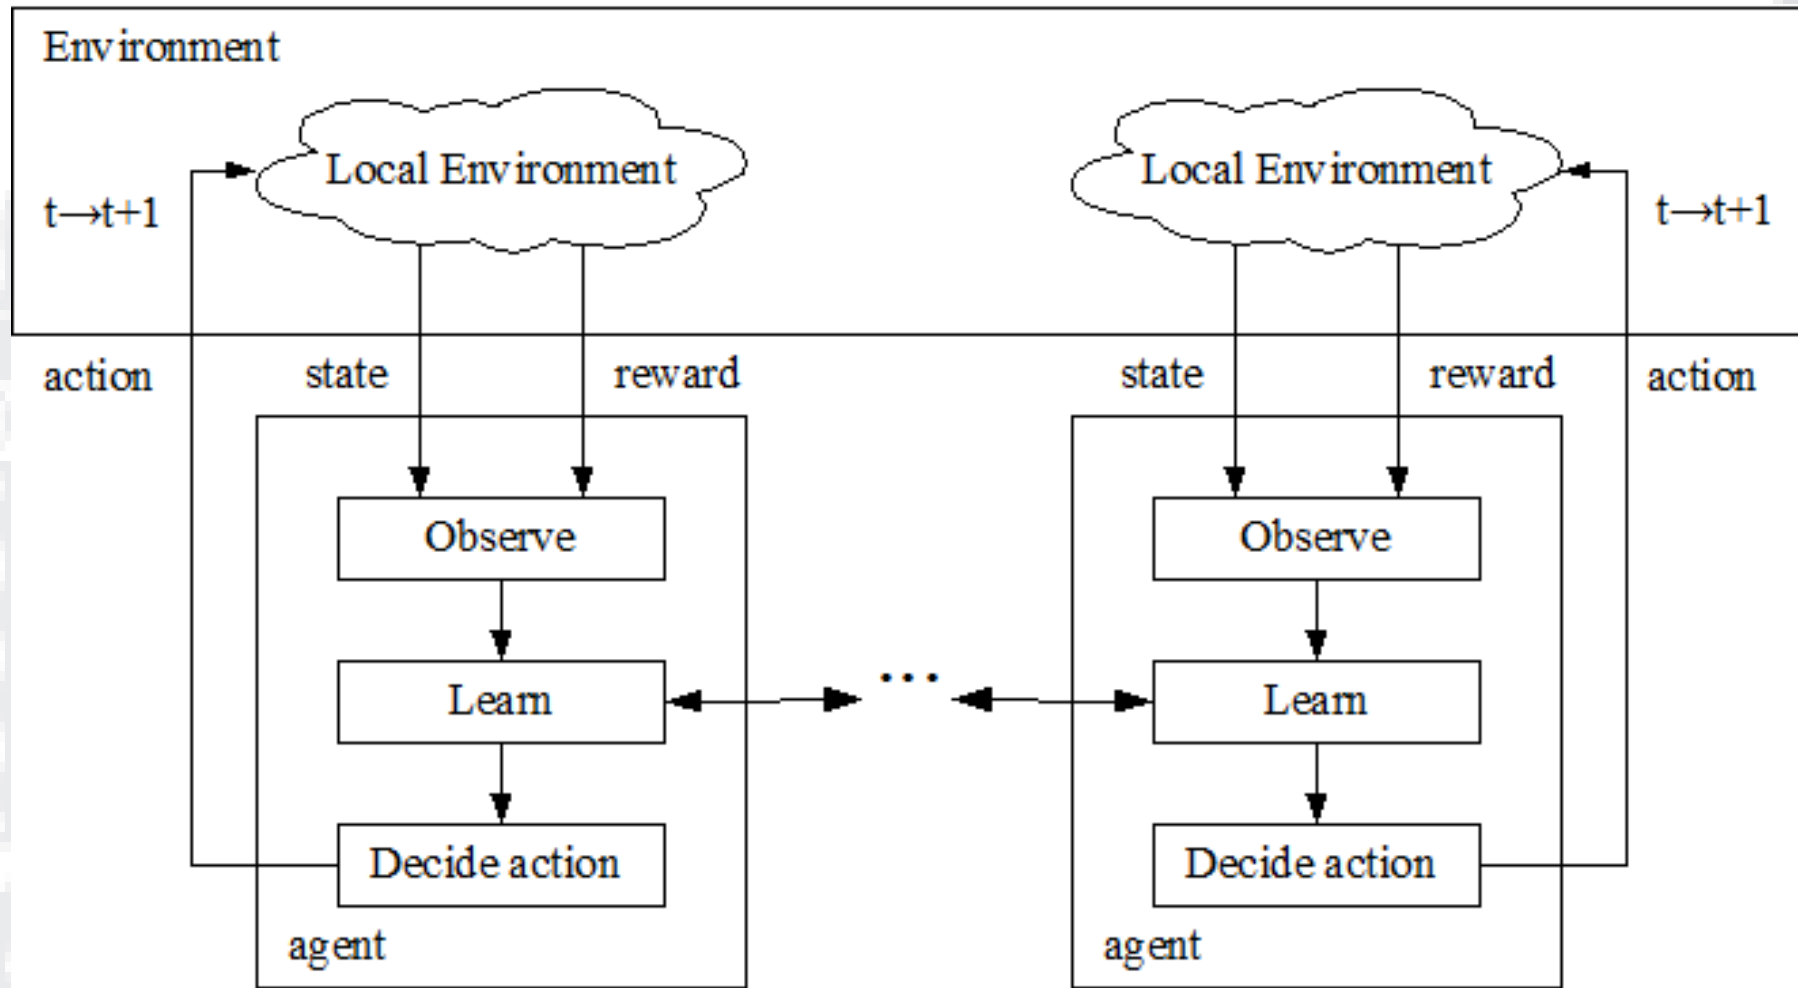 Environment
Local Environment
Local Environment
t→t+1
t→t+1
action
state
reward
state
reward
action
Observe
Observe
Learn
...
Learn
Decide action
Decide action
agent
agent